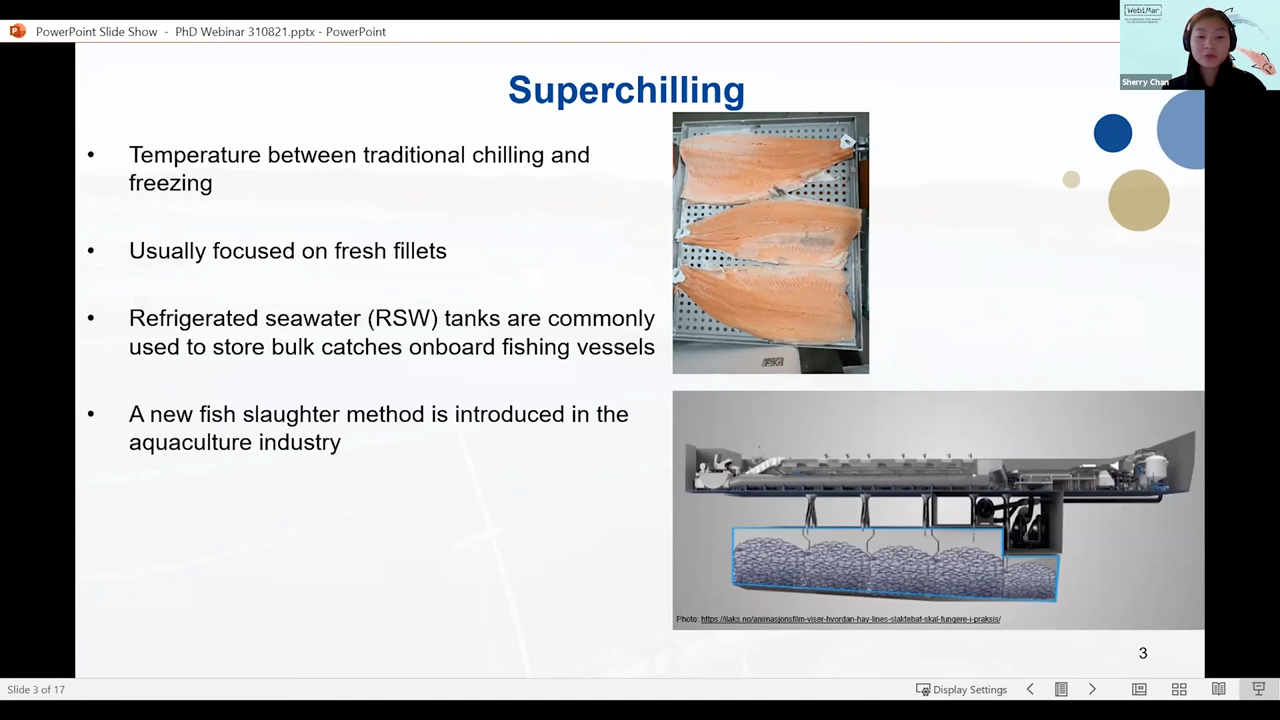 PowerPoint Slide Show - PhD Webinar 310821.pptx - PowerPoint
WebiMar
Sherry Chan
Superchilling
• Temperature between traditional chilling and
freezing
• Usually focused on fresh fillets
• Refrigerated seawater (RSW) tanks are commonly
used to store bulk catches onboard fishing vessels
• A new fish slaughter method is introduced in the
aquaculture industry
Photo: https://ilaks.no/animasjonsfilm-viser-hvordan-hav-lines-slaktebat-skal-fungere-i-praksis/
3
Slide 3 of 17
Display Settings